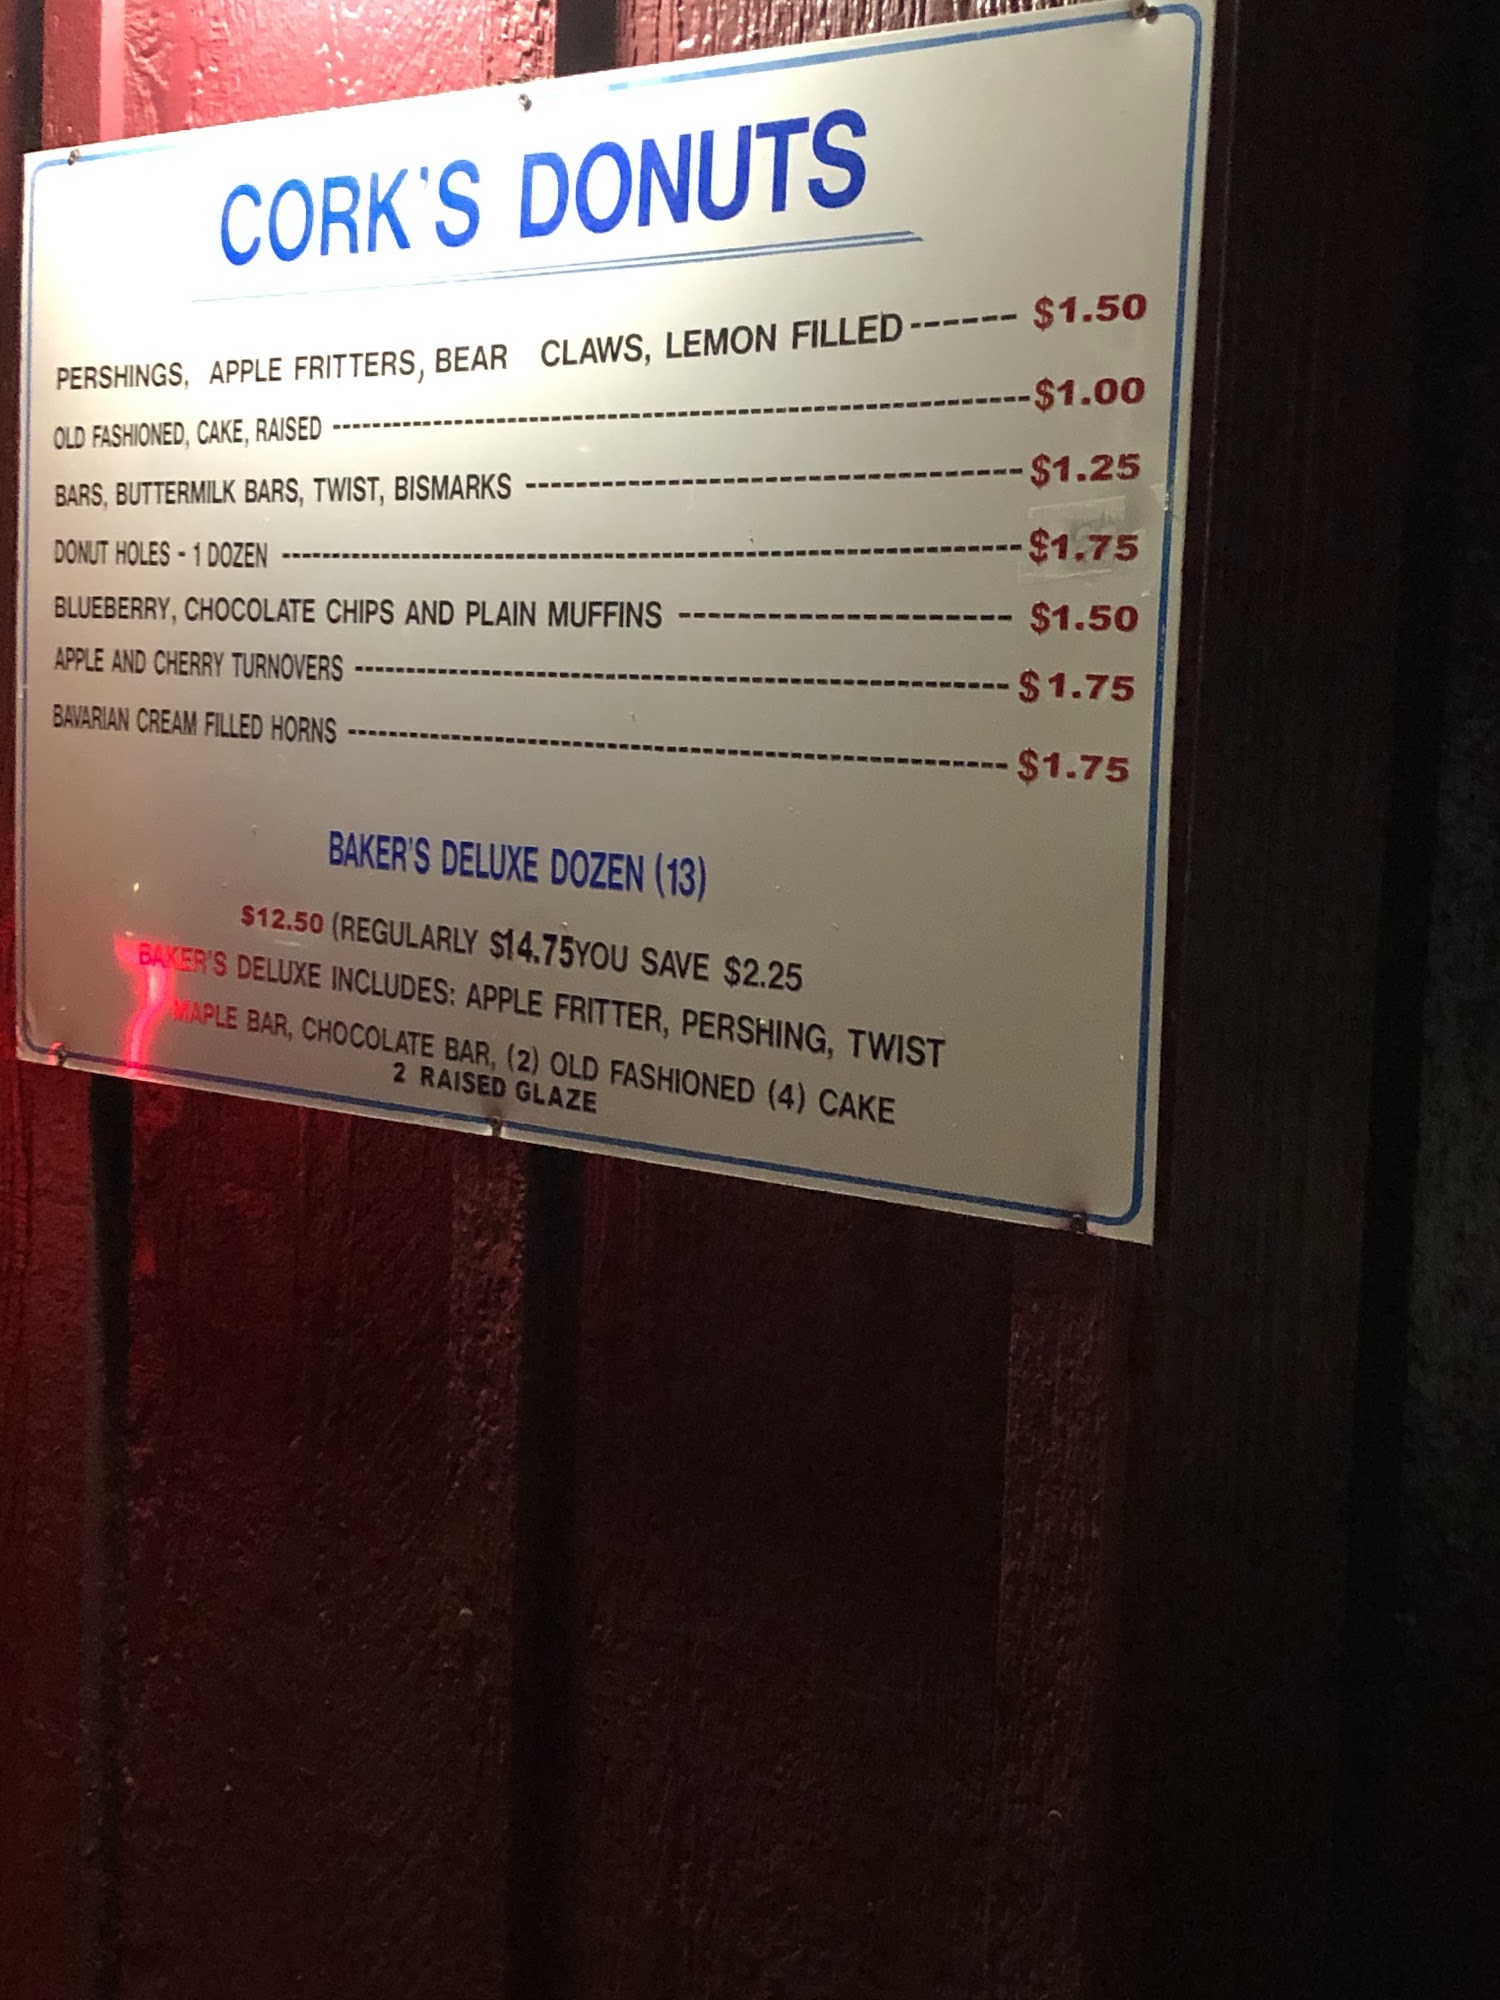 CORK'S DONUTS
PERSHINGS, APPLE FRITTERS, BEAR CLAWS, LEMON FILLED ------ $1.50
OLD FASHIONED, CAKE, RAISED ------ $1.00
BARS, BUTTERMILK BARS, TWIST, BISMARKS ------ $1.25
DONUT HOLES - 1 DOZEN ------ $1.75
BLUEBERRY, CHOCOLATE CHIPS AND PLAIN MUFFINS ------ $1.50
APPLE AND CHERRY TURNOVERS ------ $1.75
BAVARIAN CREAM FILLED HORNS ------ $1.75
BAKER'S DELUXE DOZEN (13)
$12.50 (REGULARLY $14.75YOU SAVE $2.25
BAKER'S DELUXE INCLUDES: APPLE FRITTER, PERSHING, TWIST
MAPLE BAR, CHOCOLATE BAR, (2) OLD FASHIONED (4) CAKE
2 RAISED GLAZE